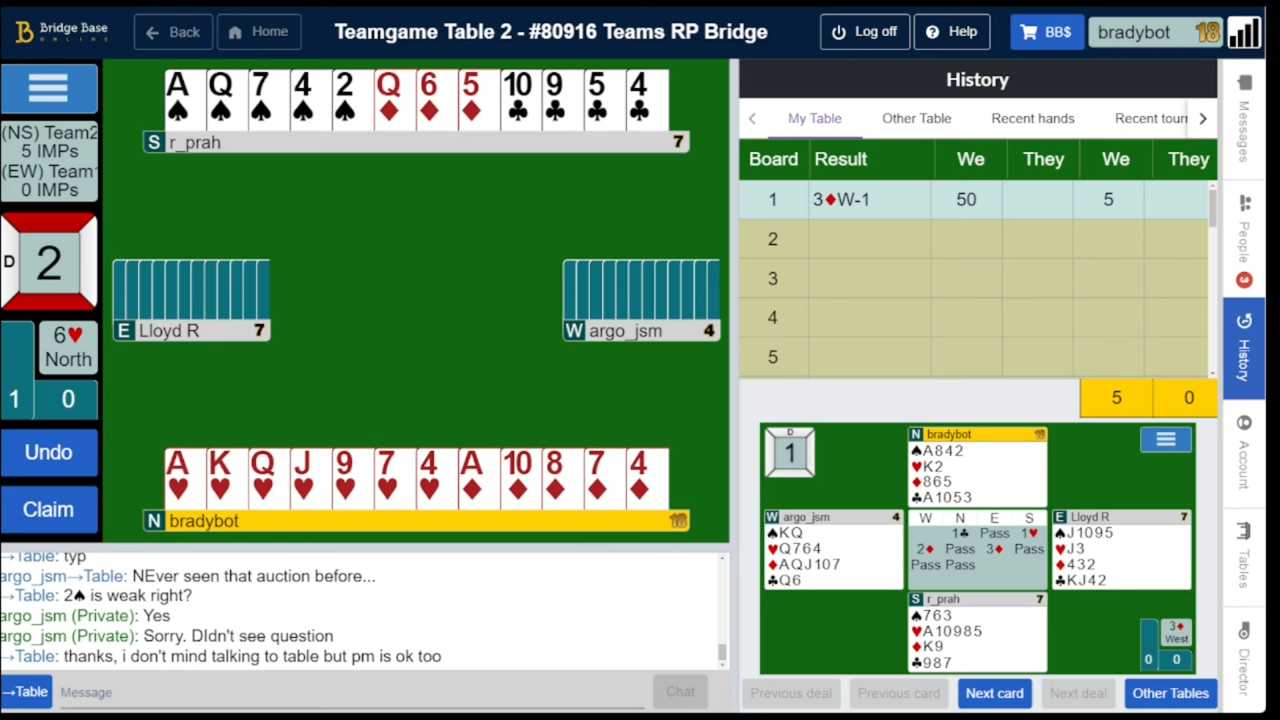 Bridge Base
ONLINE
Back
Home
Teamgame Table 2 - #80916 Teams RP Bridge
Log off
Help
BB$
bradybot 18
(NS) Team2
5 IMPs
(EW) Team1
0 IMPs
D 2
6♥
North
1 0
Undo
Claim
A Q 7 4 2 Q 6 5 10 9 5 4
♠ ♠ ♠ ♠ ♠ ♦ ♦ ♦ ♣ ♣ ♣ ♣
S r_prah 7
E Lloyd R 7
W argo_jsm 4
A K Q J 9 7 4 A 10 8 7 4
♥ ♥ ♥ ♥ ♥ ♥ ♥ ♦ ♦ ♦ ♦ ♦
N bradybot 18
→Table: typ
argo_jsm→Table: NEver seen that auction before...
→Table: 2♠ is weak right?
argo_jsm (Private): Yes
argo_jsm (Private): Sorry. DIdn't see question
→Table: thanks, i don't mind talking to table but pm is ok too
→Table
Message
Chat
History
My Table Other Table Recent hands Recent tourn
Board Result We They We They
1 3♦W-1 50 5
2
3
4
5
5 0
D
1
N bradybot 18
♠A842
♥K2
♦865
♣A1053
W argo_jsm 4
♠KQ
♥Q764
♦AQJ107
♣Q6
W N E S
1♣ Pass 1♥
2♦ Pass 3♦ Pass
Pass Pass
E Lloyd R 7
♠J1095
♥J3
♦432
♣KJ42
S r_prah 7
♠763
♥A10985
♦K9
♣987
3♦
West
0 0
Previous deal
Previous card
Next card
Next deal
Other Tables
Messages
People
3
History
Account
Tables
Director